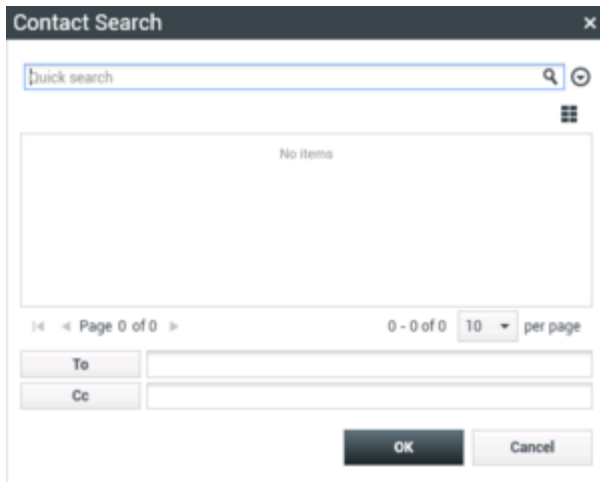 Contact Search ×
Quick search
No items
Page 0 of 0 0 - 0 of 0 10 per page
To
Cc
OK Cancel